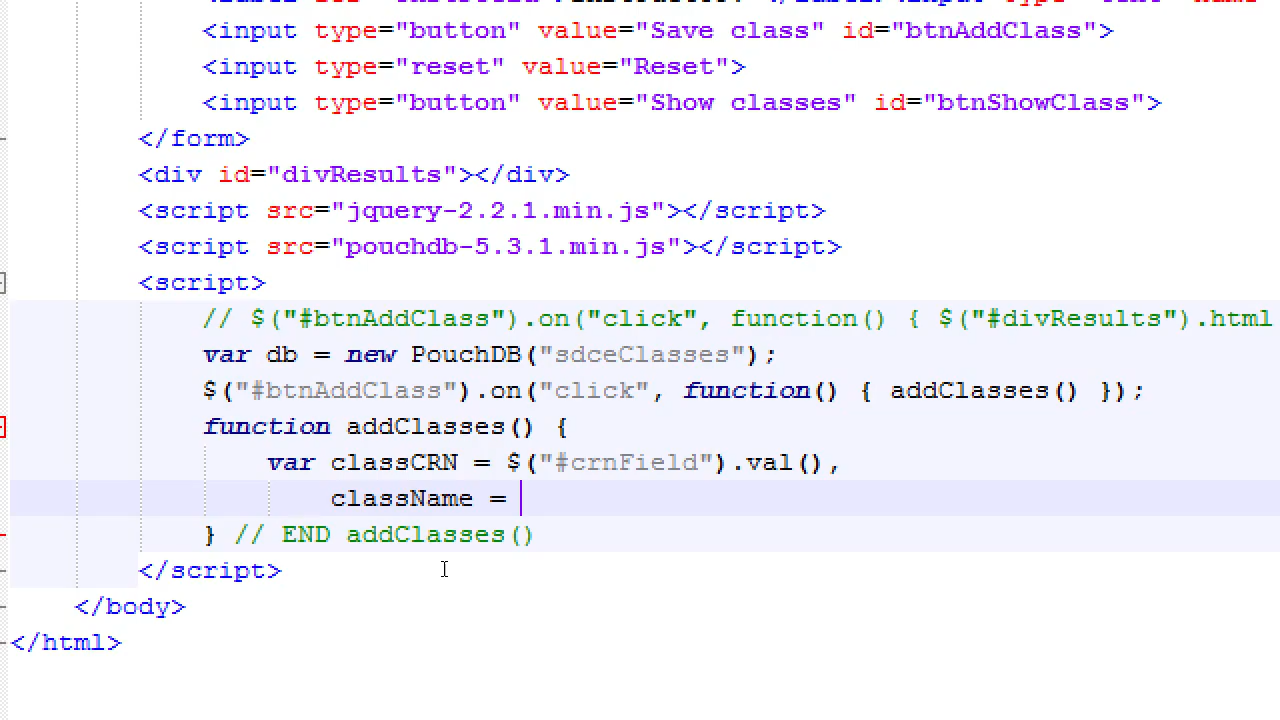 <input type="button" value="Save class" id="btnAddClass">
<input type="reset" value="Reset">
<input type="button" value="Show classes" id="btnShowClass">
</form>
<div id="divResults"></div>
<script src="jquery-2.2.1.min.js"></script>
<script src="pouchdb-5.3.1.min.js"></script>
<script>
// $("#btnAddClass").on("click", function() { $("#divResults").html
var db = new PouchDB("sdceClasses");
$("#btnAddClass").on("click", function() { addClasses() });
function addClasses() {
var classCRN = $("#crnField").val(),
className =
} // END addClasses()
</script>
</body>
</html>